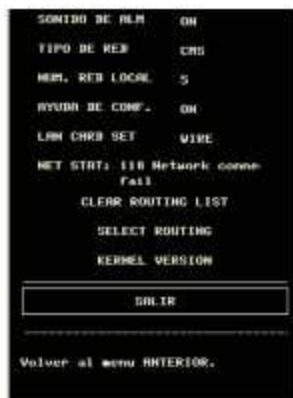 SONIDO DE ALM ON
TIPO DE RED CMS
NUM. RED LOCAL 5
AYUDA DE CONF. ON
LAN CARD SET WIRE
NET STAT: 110 Network conne-
Fail
CLEAR ROUTING LIST
SELECT ROUTING
KERNEL VERSION
SALIR
Volver al menu ANTERIOR.